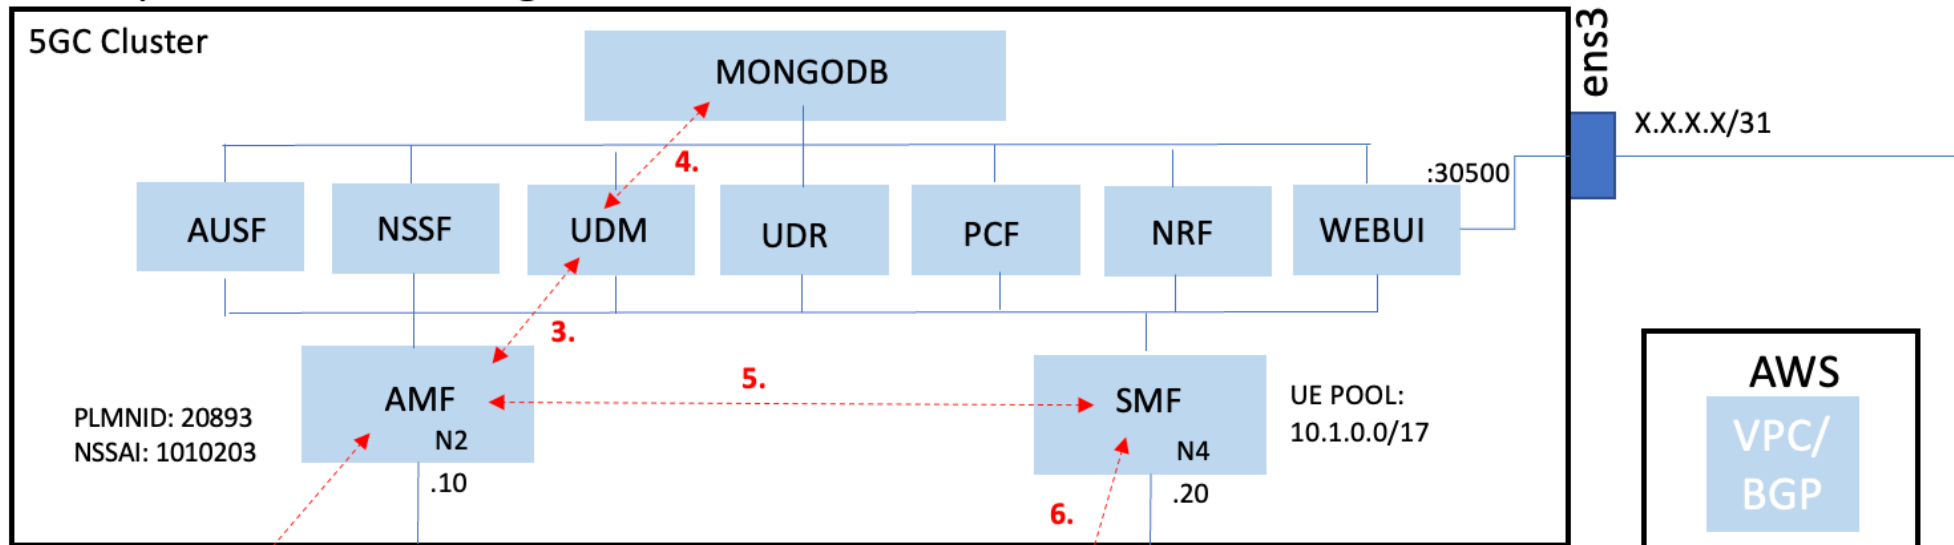 5GC Cluster
MONGODB
ens3
X.X.X.X/31
4.
:30500
AUSF
NSSF
UDM
UDR
PCF
NRF
WEBUI
3.
AMF
N2
.10
PLMNID: 20893
NSSAI: 1010203
5.
SMF
N4
.20
6.
UE POOL:
10.1.0.0/17
AWS
VPC/
BGP